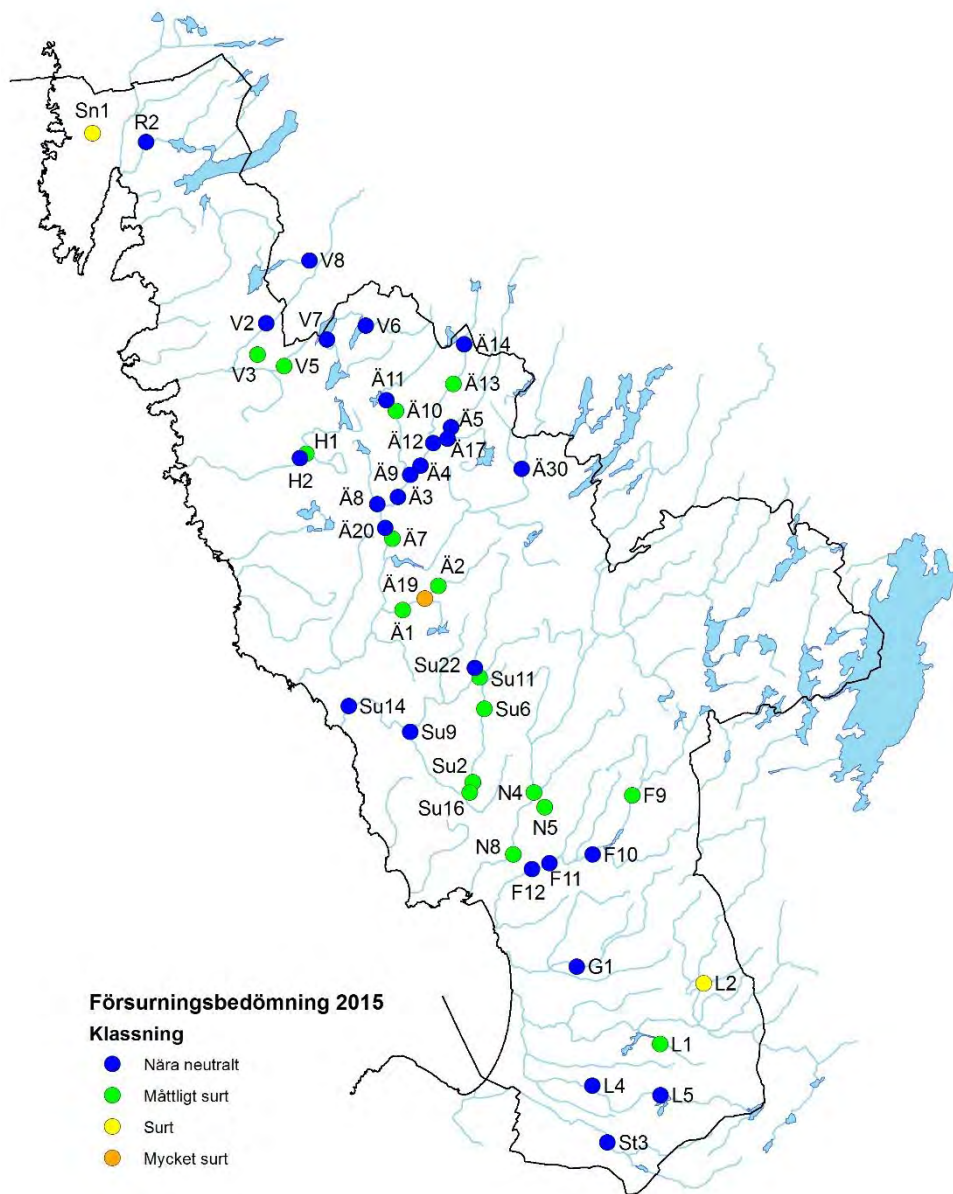 Sn1
R2
V8
V2
V7
V6
Ä14
V3
V5
Ä13
Ä11
Ä10
Ä5
Ä12
Ä17
H1
H2
Ä9
Ä4
Ä30
Ä8
Ä3
Ä20
Ä7
Ä2
Ä19
Ä1
Su22
Su11
Su14
Su6
Su9
Su2
Su16
N4
N5
F9
N8
F10
F11
F12
G1
L2
L1
L4
L5
St3
Försurningsbedömning 2015
Klassning
Nära neutralt
Måttligt surt
Surt
Mycket surt